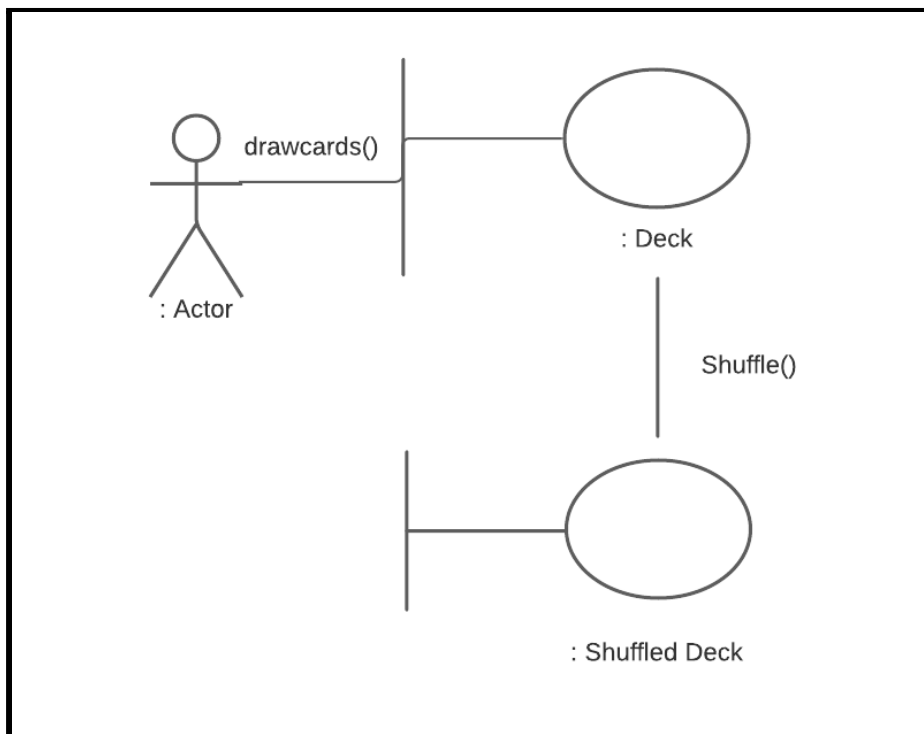 drawcards()
: Deck
: Actor
Shuffle()
: Shuffled Deck